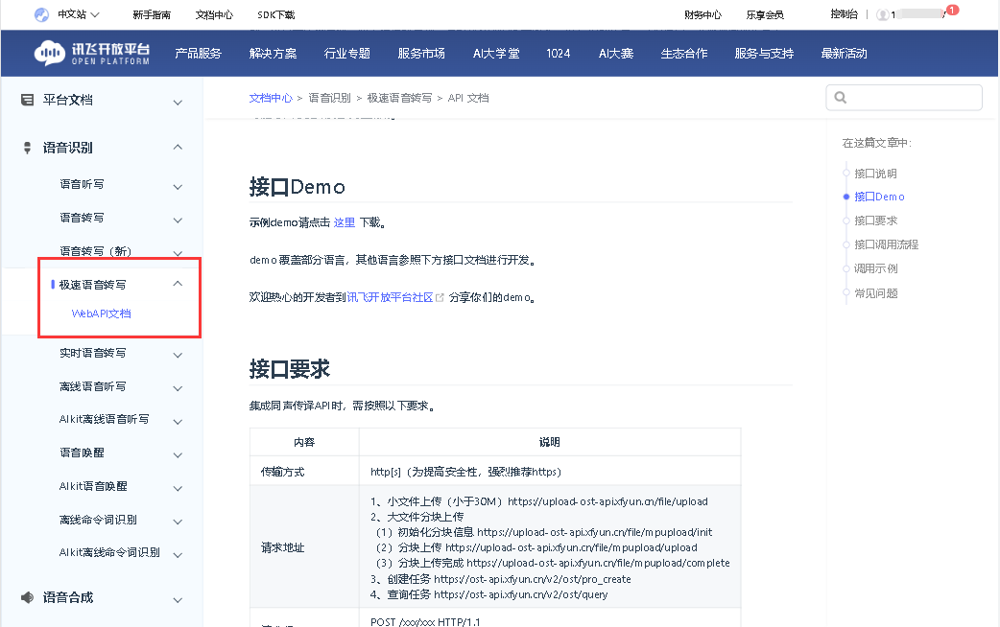 中文站
新手指南
文档中心
SDK下载
财务中心
乐享会员
控制台
1
1
讯飞开放平台
OPEN PLATFORM
产品服务
解决方案
行业专题
服务市场
AI大学堂
1024
AI大赛
生态合作
服务与支持
最新活动
平台文档
语音识别
语音听写
语音转写
语音转写（新）
极速语音转写
WebAPI文档
实时语音转写
离线语音听写
AIkit离线语音听写
语音唤醒
AIkit语音唤醒
离线命令词识别
AIkit离线命令词识别
语音合成
文档中心 > 语音识别 > 极速语音转写 > API 文档
接口Demo
示例demo请点击 这里 下载。
demo覆盖部分语言，其他语言参照下方接口文档进行开发。
欢迎热心的开发者到讯飞开放平台社区 分享你们的demo。
接口要求
集成同声传译API时，需按照以下要求。
内容 说明
传输方式 http[s]（为提高安全性，强烈推荐https）
请求地址
1、小文件上传（小于30M）https://upload-ost-api.xfyun.cn/file/upload
2、大文件分块上传
（1）初始化分块信息 https://upload-ost-api.xfyun.cn/file/mpupload/init
（2）分块上传 https://upload-ost-api.xfyun.cn/file/mpupload/upload
（3）分块上传完成 https://upload-ost-api.xfyun.cn/file/mpupload/complete
3、创建任务 https://ost-api.xfyun.cn/v2/ost/pro_create
4、查询任务 https://ost-api.xfyun.cn/v2/ost/query
POST /xxx/xxx HTTP/1.1
在这篇文章中:
接口说明
接口Demo
接口要求
接口调用流程
调用示例
常见问题